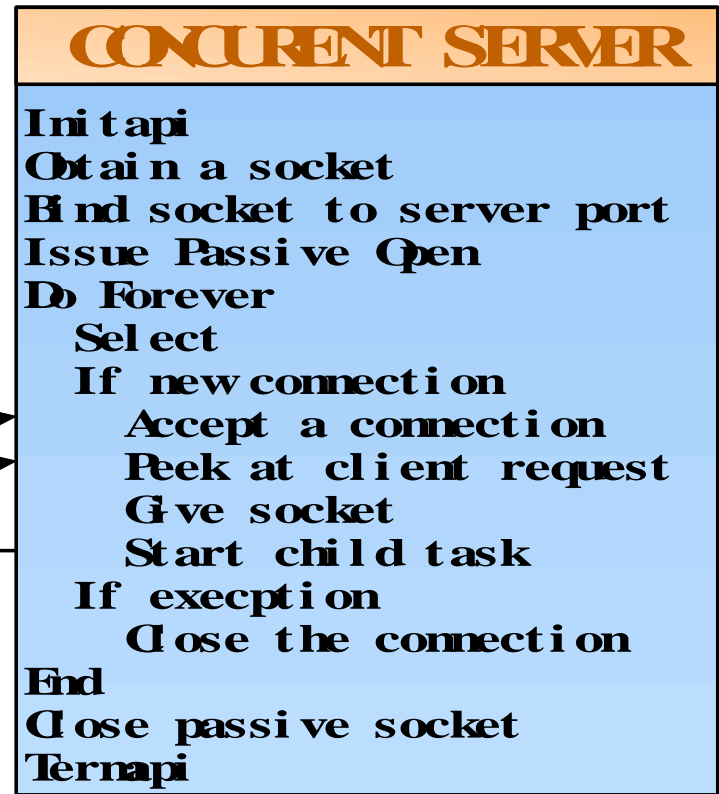 CONCURENT SERVER
Initapi
Obtain a socket
Bind socket to server port
Issue Passive Open
Do Forever
Select
If new connection
Accept a connection
Peek at client request
Give socket
Start child task
If execption
Close the connection
End
Close passive socket
Termapi